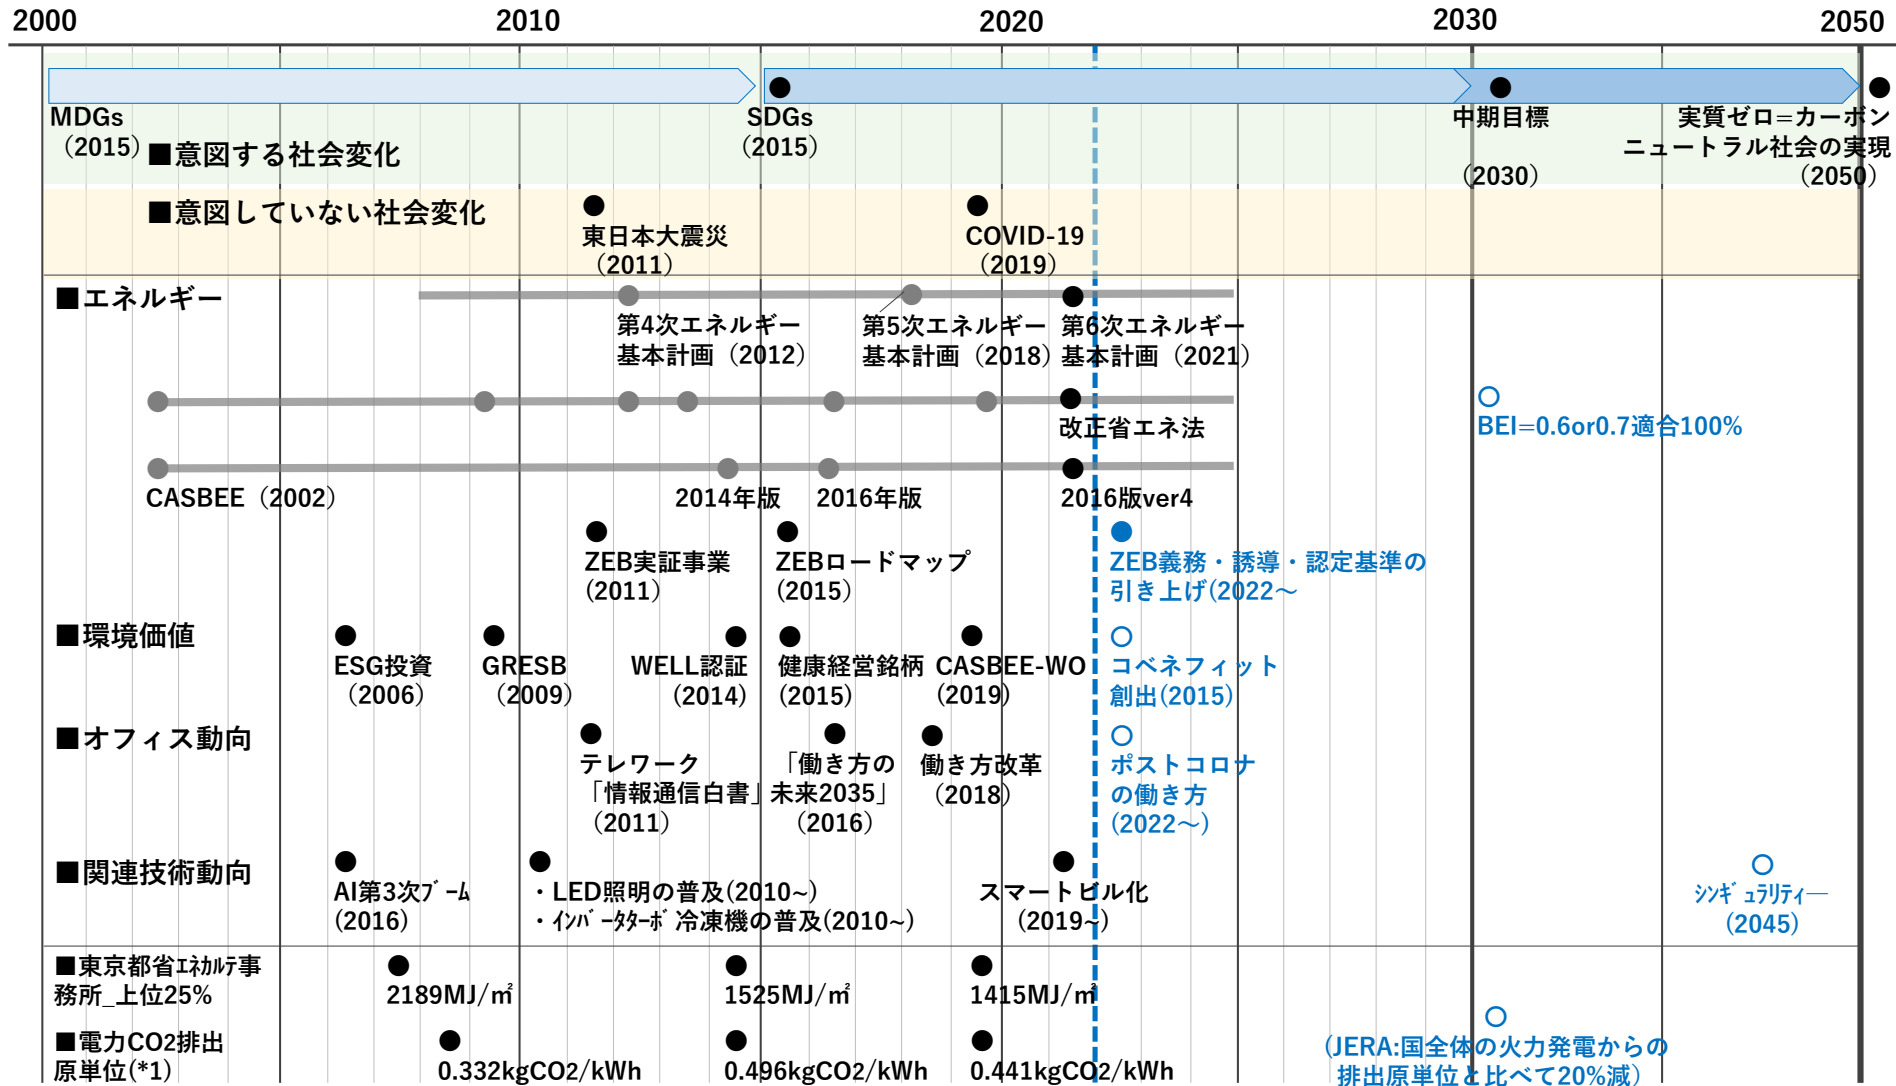 2000 2010 2020 2030 2050
MDGs
（2015）
SDGs
（2015）
中期目標
（2030）
実質ゼロ=カーボン
ニュートラル社会の実現
（2050）
■意図する社会変化
■意図していない社会変化
東日本大震災
（2011）
COVID-19
（2019）
■エネルギー
第4次エネルギー
基本計画（2012）
第5次エネルギー
基本計画（2018）
第6次エネルギー
基本計画（2021）
改正省エネ法
BEI=0.6or0.7適合100%
CASBEE（2002）
2014年版
2016年版
2016版ver4
ZEB実証事業
(2011)
ZEBロードマップ
(2015)
ZEB義務・誘導・認定基準の
引き上げ(2022～
■環境価値
ESG投資
（2006）
GRESB
（2009）
WELL認証
（2014）
健康経営銘柄
(2015)
CASBEE-WO
(2019)
コベネフィット
創出(2015)
■オフィス動向
テレワーク
「情報通信白書」
（2011）
「働き方の
未来2035」
（2016）
働き方改革
（2018）
ポストコロナ
の働き方
(2022～)
■関連技術動向
AI第3次ﾌﾞｰﾑ
(2016)
・LED照明の普及(2010~)
・ｲﾝﾊﾞｰﾀﾀｰﾎﾞ冷凍機の普及(2010~)
スマートビル化
(2019~)
ｼﾝｷﾞｭﾗﾘﾃｨ―
(2045)
■東京都省ｴﾈｶﾙﾃ事
務所_上位25%
2189MJ/㎡
1525MJ/㎡
1415MJ/㎡
■電力CO2排出
原単位(*1)
0.332kgCO2/kWh
0.496kgCO2/kWh
0.441kgCO2/kWh
(JERA:国全体の火力発電からの
排出原単位と比べて20%減)